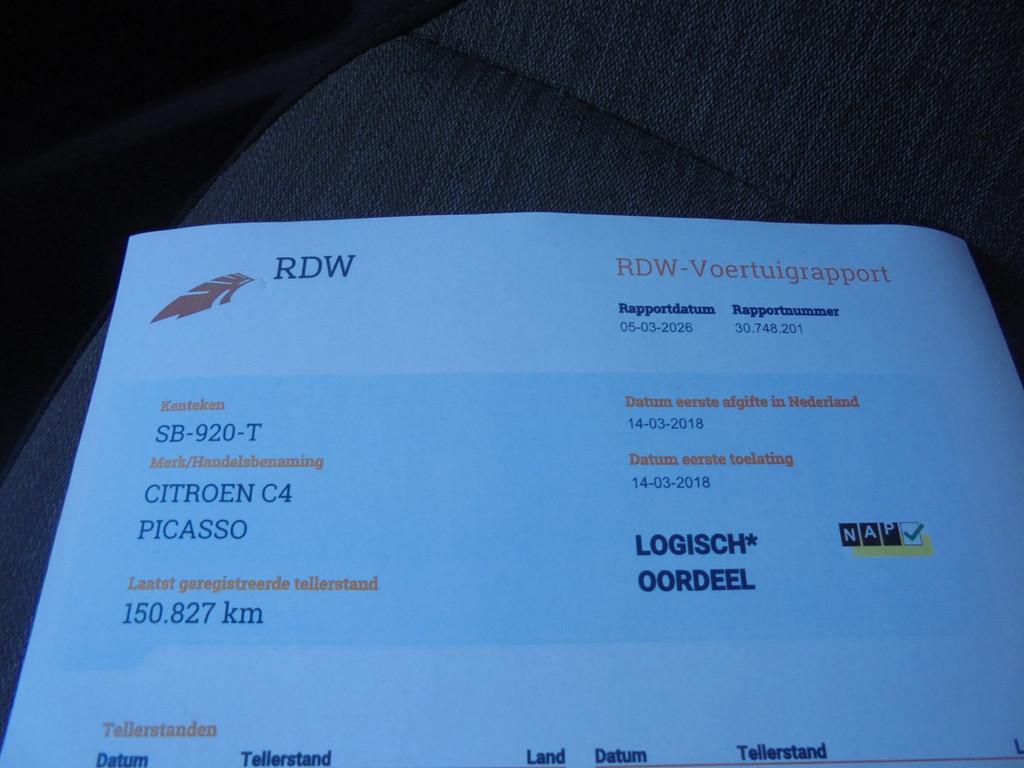 RDW
RDW-Voertuigrapport
Rapportdatum Rapportnummer
05-03-2026 30.748.201
Kenteken
SB-920-T
Merk/Handelsbenaming
CITROEN C4
PICASSO
Laatst geregistreerde tellerstand
150.827 km
Datum eerste afgifte in Nederland
14-03-2018
Datum eerste toelating
14-03-2018
LOGISCH*
OORDEEL
NAP
Tellerstanden
Datum Tellerstand Land Datum Tellerstand